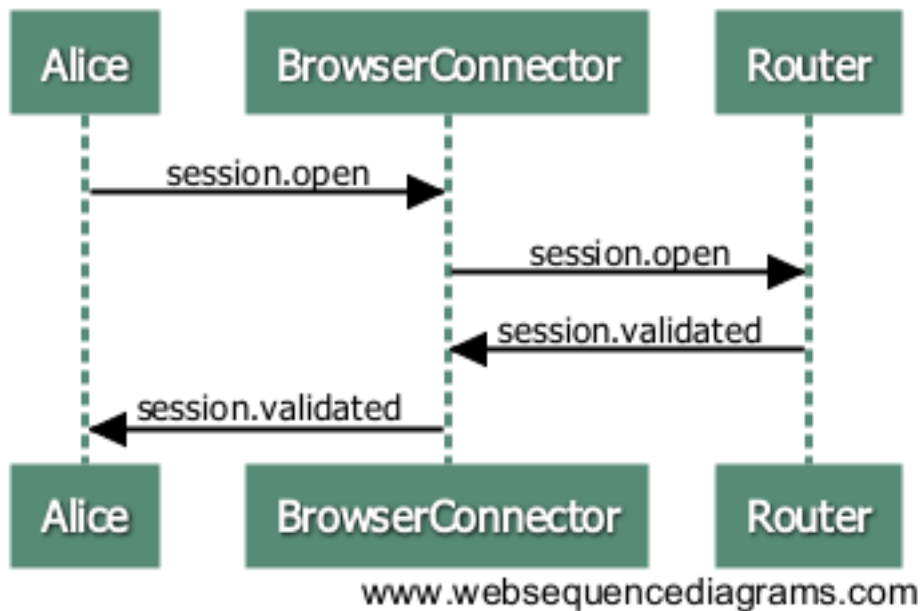 Alice BrowserConnector Router
session.open
session.open
session.validated
session.validated
Alice BrowserConnector Router
www.websequencediagrams.com